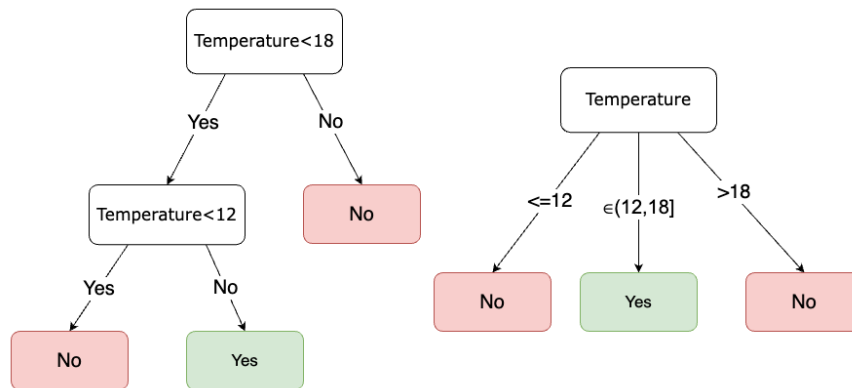 Temperature<18
Yes
No
Temperature<12
No
Yes
No
No
Yes
Temperature
<=12
∈(12,18]
>18
No
Yes
No